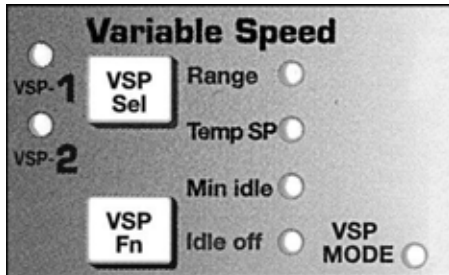 Variable Speed
VSP-1
VSP
Sel
Range
VSP-2
Temp SP
Min idle
VSP
Fn
Idle off
VSP
MODE